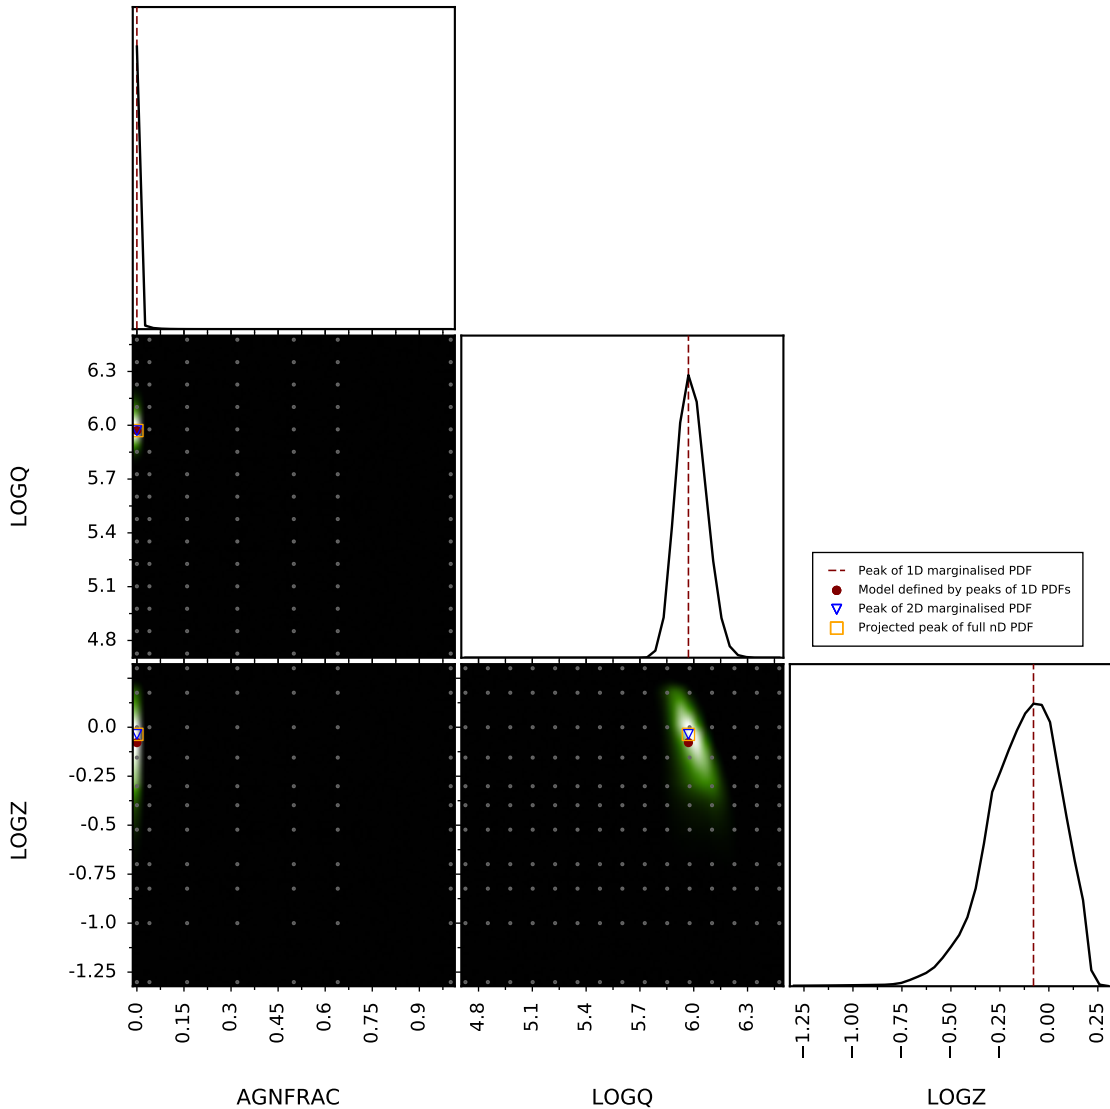 6.3
6.0
5.7
5.4
5.1
4.8
LOGQ
Peak of 1D marginalised PDF
Model defined by peaks of 1D PDFs
Peak of 2D marginalised PDF
Projected peak of full nD PDF
0.0
-0.25
-0.5
-0.75
-1.0
-1.25
LOGZ
0.0 0.15 0.3 0.45 0.6 0.75 0.9
4.8 5.1 5.4 5.7 6.0 6.3
−1.25 −1.00 −0.75 −0.50 −0.25 0.00 0.25
AGNFRAC LOGQ LOGZ